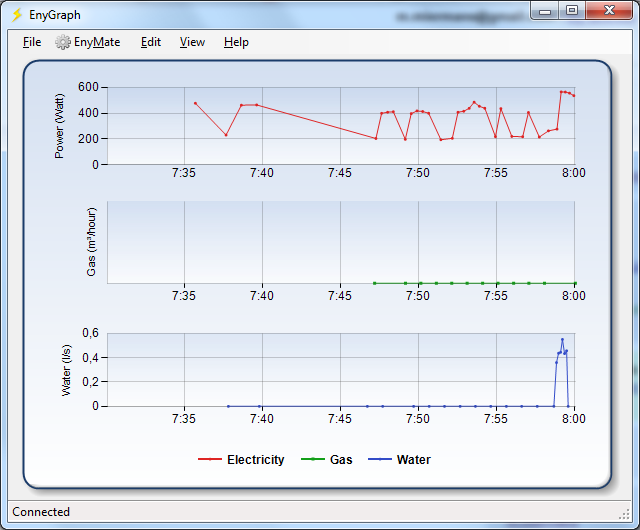 EnyGraph
File EnyMate Edit View Help
Power (Watt)
600
400
200
0
7:35 7:40 7:45 7:50 7:55 8:00
Gas (m³/hour)
7:35 7:40 7:45 7:50 7:55 8:00
Water (l/s)
0,6
0,4
0,2
0
7:35 7:40 7:45 7:50 7:55 8:00
Electricity Gas Water
Connected